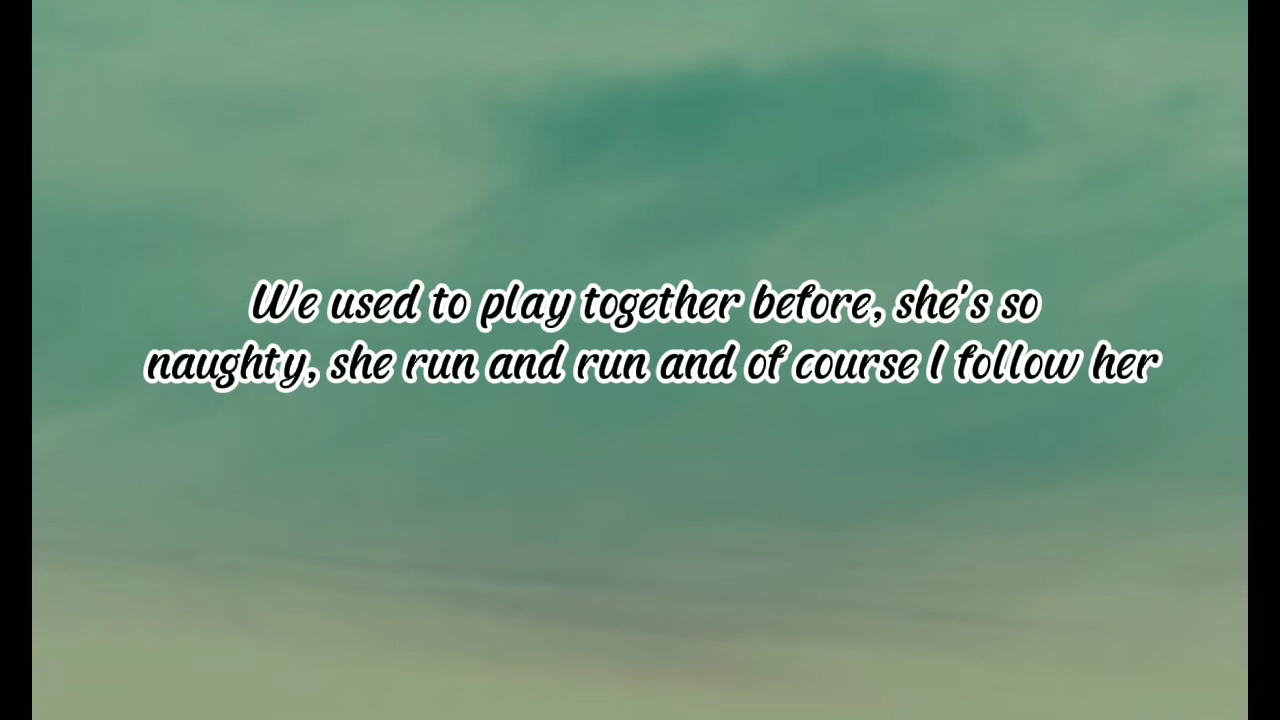 We used to play together before, she's so
naughty, she run and run and of course I follow her